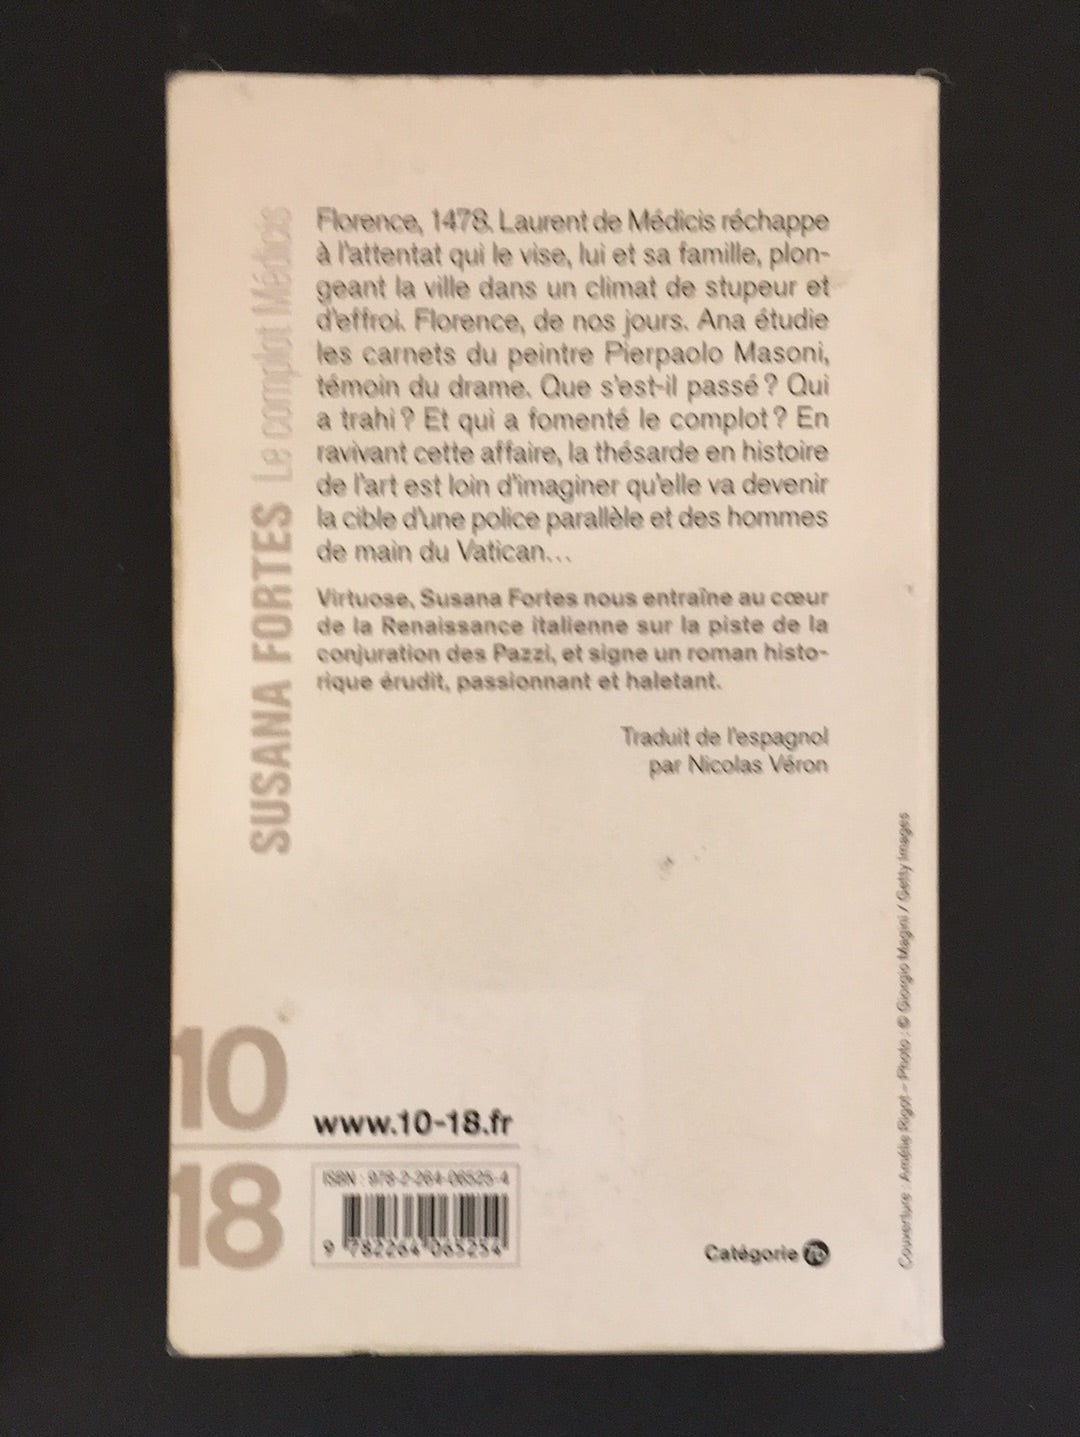 SUSANA FORTES Le complot Médicis
Florence, 1478. Laurent de Médicis réchappe
à l'attentat qui le vise, lui et sa famille, plon-
geant la ville dans un climat de stupeur et
d'effroi. Florence, de nos jours. Ana étudie
les carnets du peintre Pierpaolo Masoni,
témoin du drame. Que s'est-il passé ? Qui
a trahi ? Et qui a fomenté le complot ? En
ravivant cette affaire, la thésarde en histoire
de l'art est loin d'imaginer qu'elle va devenir
la cible d'une police parallèle et des hommes
de main du Vatican...
Virtuose, Susana Fortes nous entraîne au cœur
de la Renaissance italienne sur la piste de la
conjuration des Pazzi, et signe un roman histo-
rique érudit, passionnant et haletant.
Traduit de l'espagnol
par Nicolas Véron
10
18
www.10-18.fr
ISBN : 978-2-264-06525-4
9 782264 065254
Catégorie 7b
Couverture : Amélie Rigot – Photo : © Giorgio Magini / Getty Images